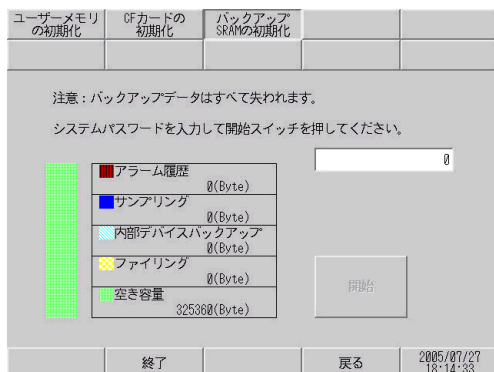 ユーザーメモリ
の初期化
CFカードの
初期化
バックアップ
SRAMの初期化
注意：バックアップデータはすべて失われます。
システムパスワードを入力して開始スイッチを押してください。
0
アラーム履歴
0(Byte)
サンプリング
0(Byte)
内部デバイスバックアップ
0(Byte)
ファイリング
0(Byte)
空き容量
325360(Byte)
開始
終了
戻る
2005/07/27
18:14:33